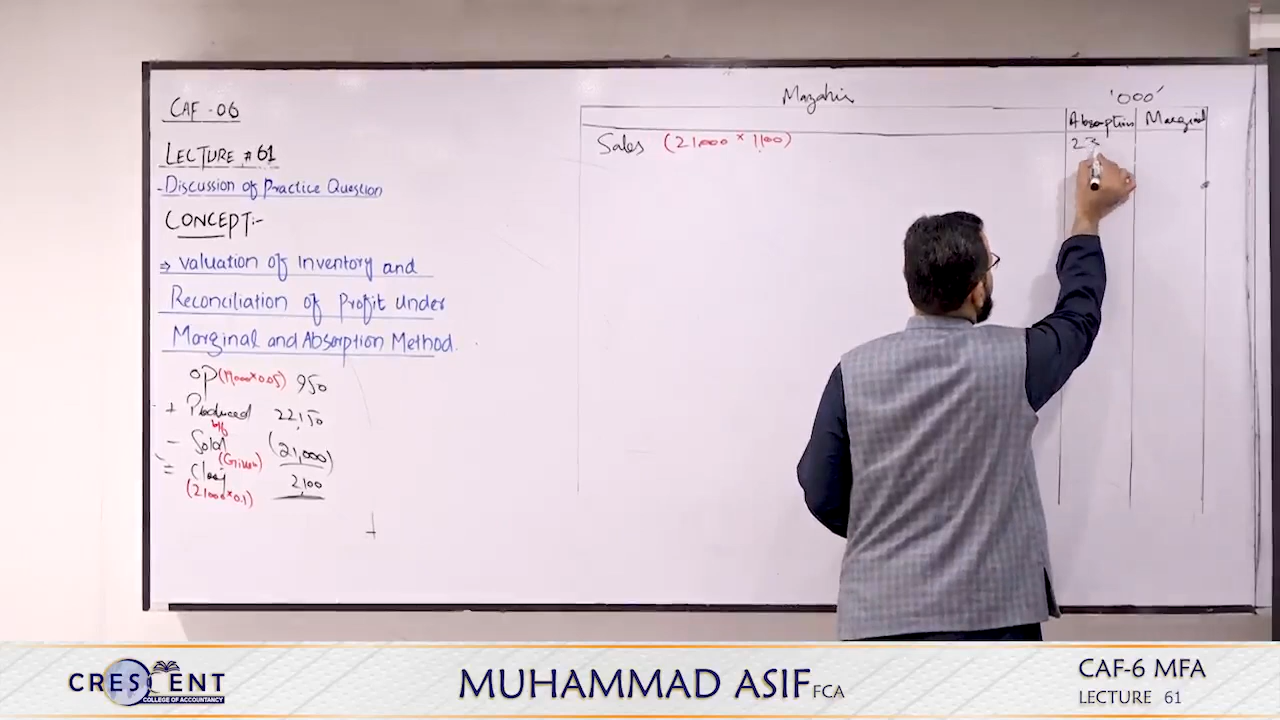 CAF-06
LECTURE #61
- Discussion of Practice Question
CONCEPT:-
⇒ Valuation of Inventory and
Reconciliation of Profit Under
Marginal and Absorption Method.
op (19000×0.05) 950
+ Produced 22,150
b/f
- Sold (21,000)
(Given)
= Closj 2,100
(21000×0.1)
Mazahir
'000'
Absorption Marginal
Sales (21,000 × 1,100) 23
CRESCENT
COLLEGE OF ACCOUNTANCY
MUHAMMAD ASIF FCA
CAF-6 MFA
LECTURE 61